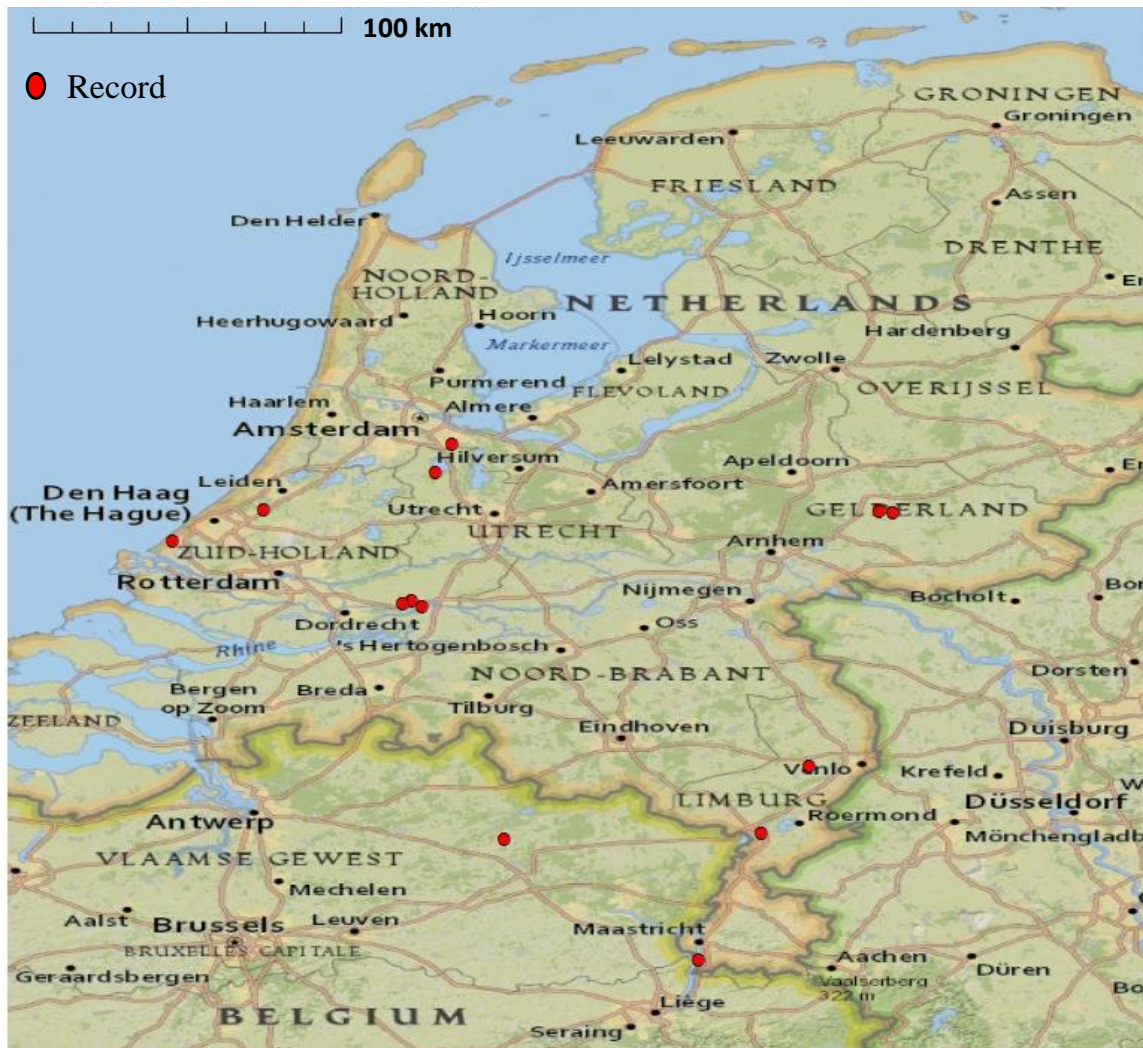 100 km
Record
GRONINGEN
Groningen
Leeuwarden
FRIESLAND
Assen
Den Helder
DRENTHE
Ijsselmeer
NOORD-
HOLLAND
NETHERLANDS
Heerhugowaard
Hoorn
Hardenberg
Markermeer
Lelystad
Zwolle
Purmerend
FLEVOLAND
OVERIJSSEL
Haarlem
Almere
Amsterdam
Hilversum
Apeldoorn
Leiden
Amersfoort
Den Haag
(The Hague)
Utrecht
UTRECHT
GELDERLAND
ZUID-HOLLAND
Arnhem
Rotterdam
Nijmegen
Bocholt
Bor
Dordrecht
Oss
Rhine
's Hertogenbosch
Dorsten
NOORD-BRABANT
Bergen
op Zoom
Breda
Tilburg
ZEELAND
Eindhoven
Duisburg
Venlo
Krefeld
LIMBURG
Düsseldorf
Antwerp
Roermond
Mönchengladb
VLAAMSE GEWEST
Mechelen
Aalst
Brussels
Leuven
Maastricht
BRUXELLES CAPITALE
Geraardsbergen
Aachen
Düren
Vaalserberg
322 m
Liège
BELGIUM
Seraing